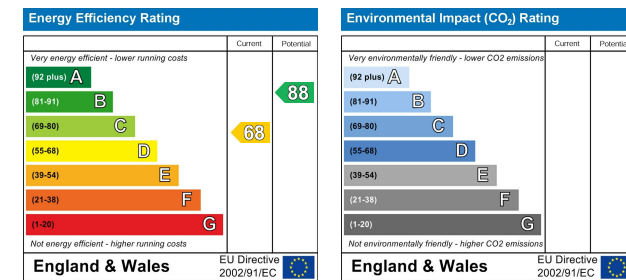 Energy Efficiency Rating
Current Potential
Very energy efficient - lower running costs
(92 plus) A
(81-91) B
88
(69-80) C
68
(55-68) D
(39-54) E
(21-38) F
(1-20) G
Not energy efficient - higher running costs
England & Wales
EU Directive
2002/91/EC
Environmental Impact (CO₂) Rating
Current Potential
Very environmentally friendly - lower CO2 emissions
(92 plus) A
(81-91) B
(69-80) C
(55-68) D
(39-54) E
(21-38) F
(1-20) G
Not environmentally friendly - higher CO2 emissions
England & Wales
EU Directive
2002/91/EC